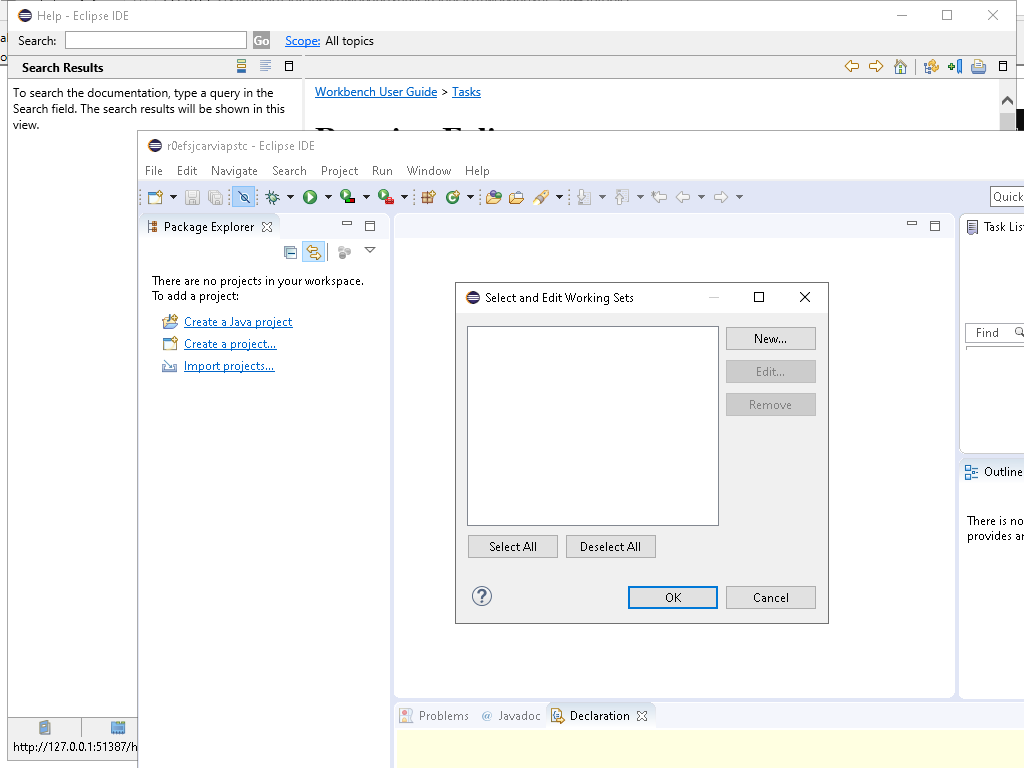 Help - Eclipse IDE
Search:
Go
Scope: All topics
Search Results
To search the documentation, type a query in the
Search field. The search results will be shown in this
view.
Workbench User Guide > Tasks
r0efsjcarviapstc - Eclipse IDE
File Edit Navigate Search Project Run Window Help
Quick
Package Explorer
Task Lis
There are no projects in your workspace.
To add a project:
Create a Java project
Create a project...
Import projects...
Select and Edit Working Sets
New...
Edit...
Remove
Select All
Deselect All
OK
Cancel
Find
Outline
There is no
provides a
Problems
@ Javadoc
Declaration
http://127.0.0.1:51387/h